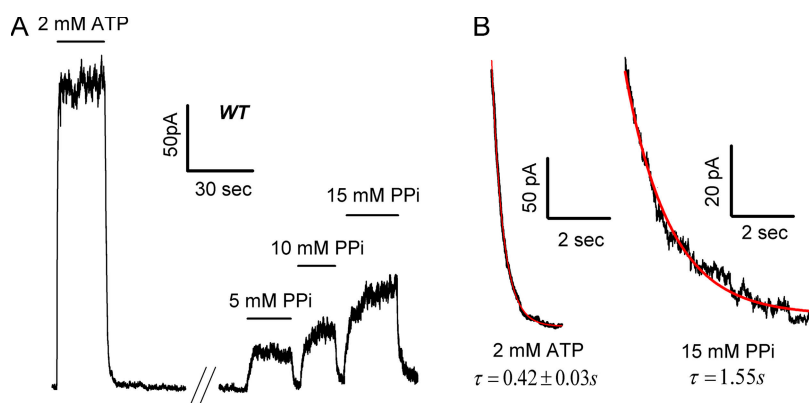 A
2 mM ATP
50pA
WT
30 sec
5 mM PPi
10 mM PPi
15 mM PPi
B
50 pA
2 sec
20 pA
2 sec
2 mM ATP
τ = 0.42 ± 0.03s
15 mM PPi
τ = 1.55s